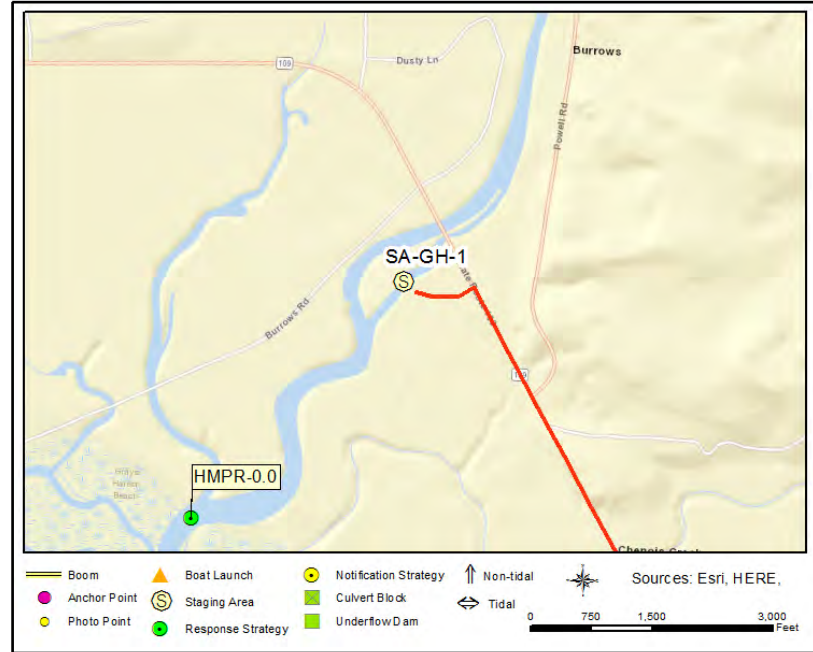 Burrows
Dusty Ln
109
Powell Rd
SA-GH-1
S
Burrows Rd
109
HMPR-0.0
Boom
Boat Launch
Notification Strategy
Non-tidal
Sources: Esri, HERE,
Anchor Point
S
Staging Area
Culvert Block
Tidal
Photo Point
Response Strategy
Underflow Dam
0 750 1,500 3,000
Feet